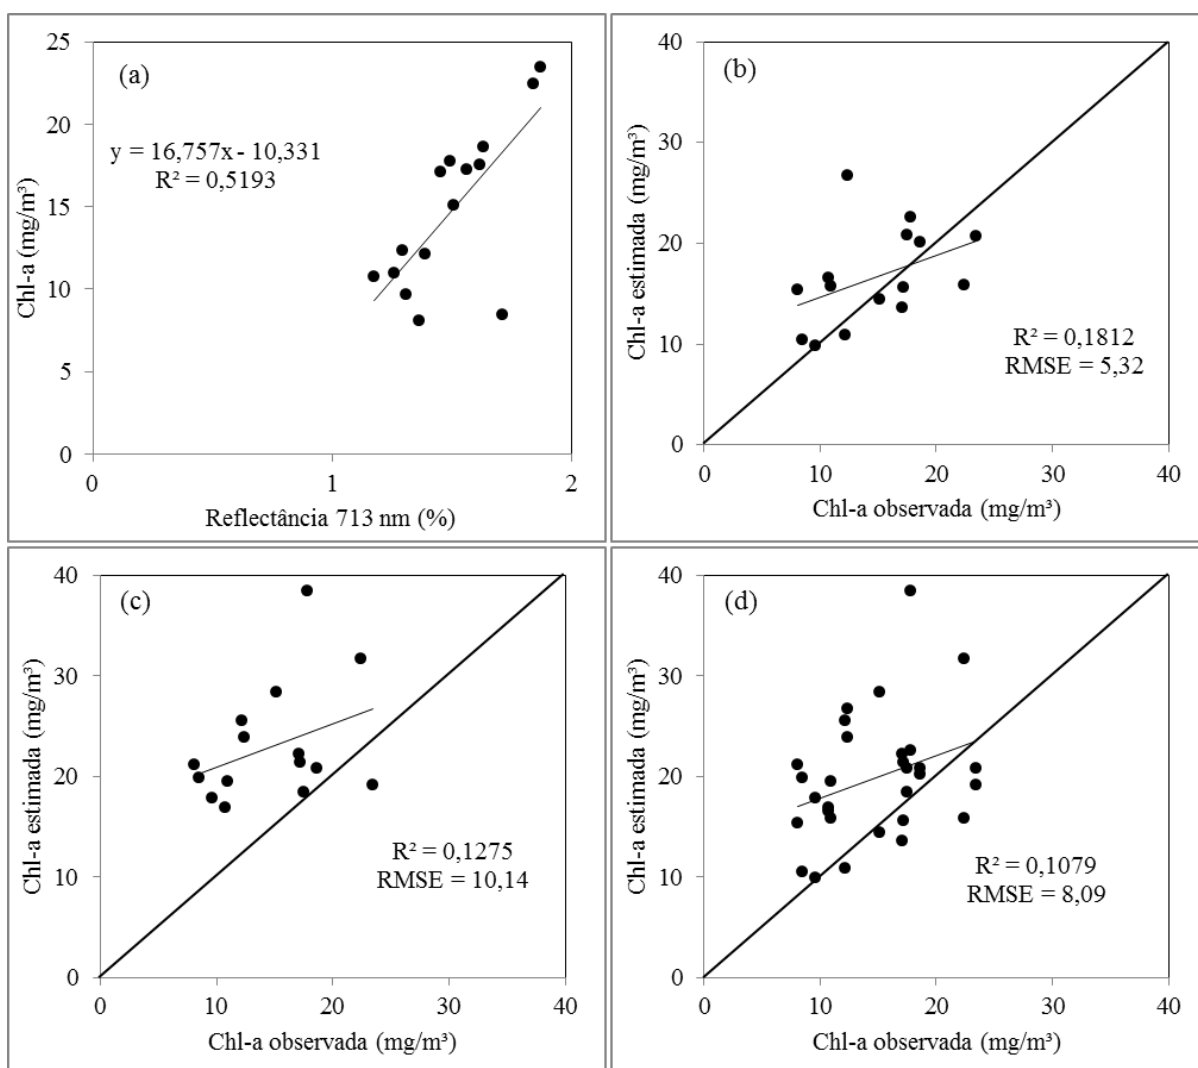 (a)
y = 16,757x - 10,331
R² = 0,5193
Chl-a (mg/m³)
25
20
15
10
5
0
0 1 2
Reflectância 713 nm (%)
(b)
R² = 0,1812
RMSE = 5,32
Chl-a estimada (mg/m³)
40
30
20
10
0
0 10 20 30 40
Chl-a observada (mg/m³)
(c)
R² = 0,1275
RMSE = 10,14
Chl-a estimada (mg/m³)
40
30
20
10
0
0 10 20 30 40
Chl-a observada (mg/m³)
(d)
R² = 0,1079
RMSE = 8,09
Chl-a estimada (mg/m³)
40
30
20
10
0
0 10 20 30 40
Chl-a observada (mg/m³)